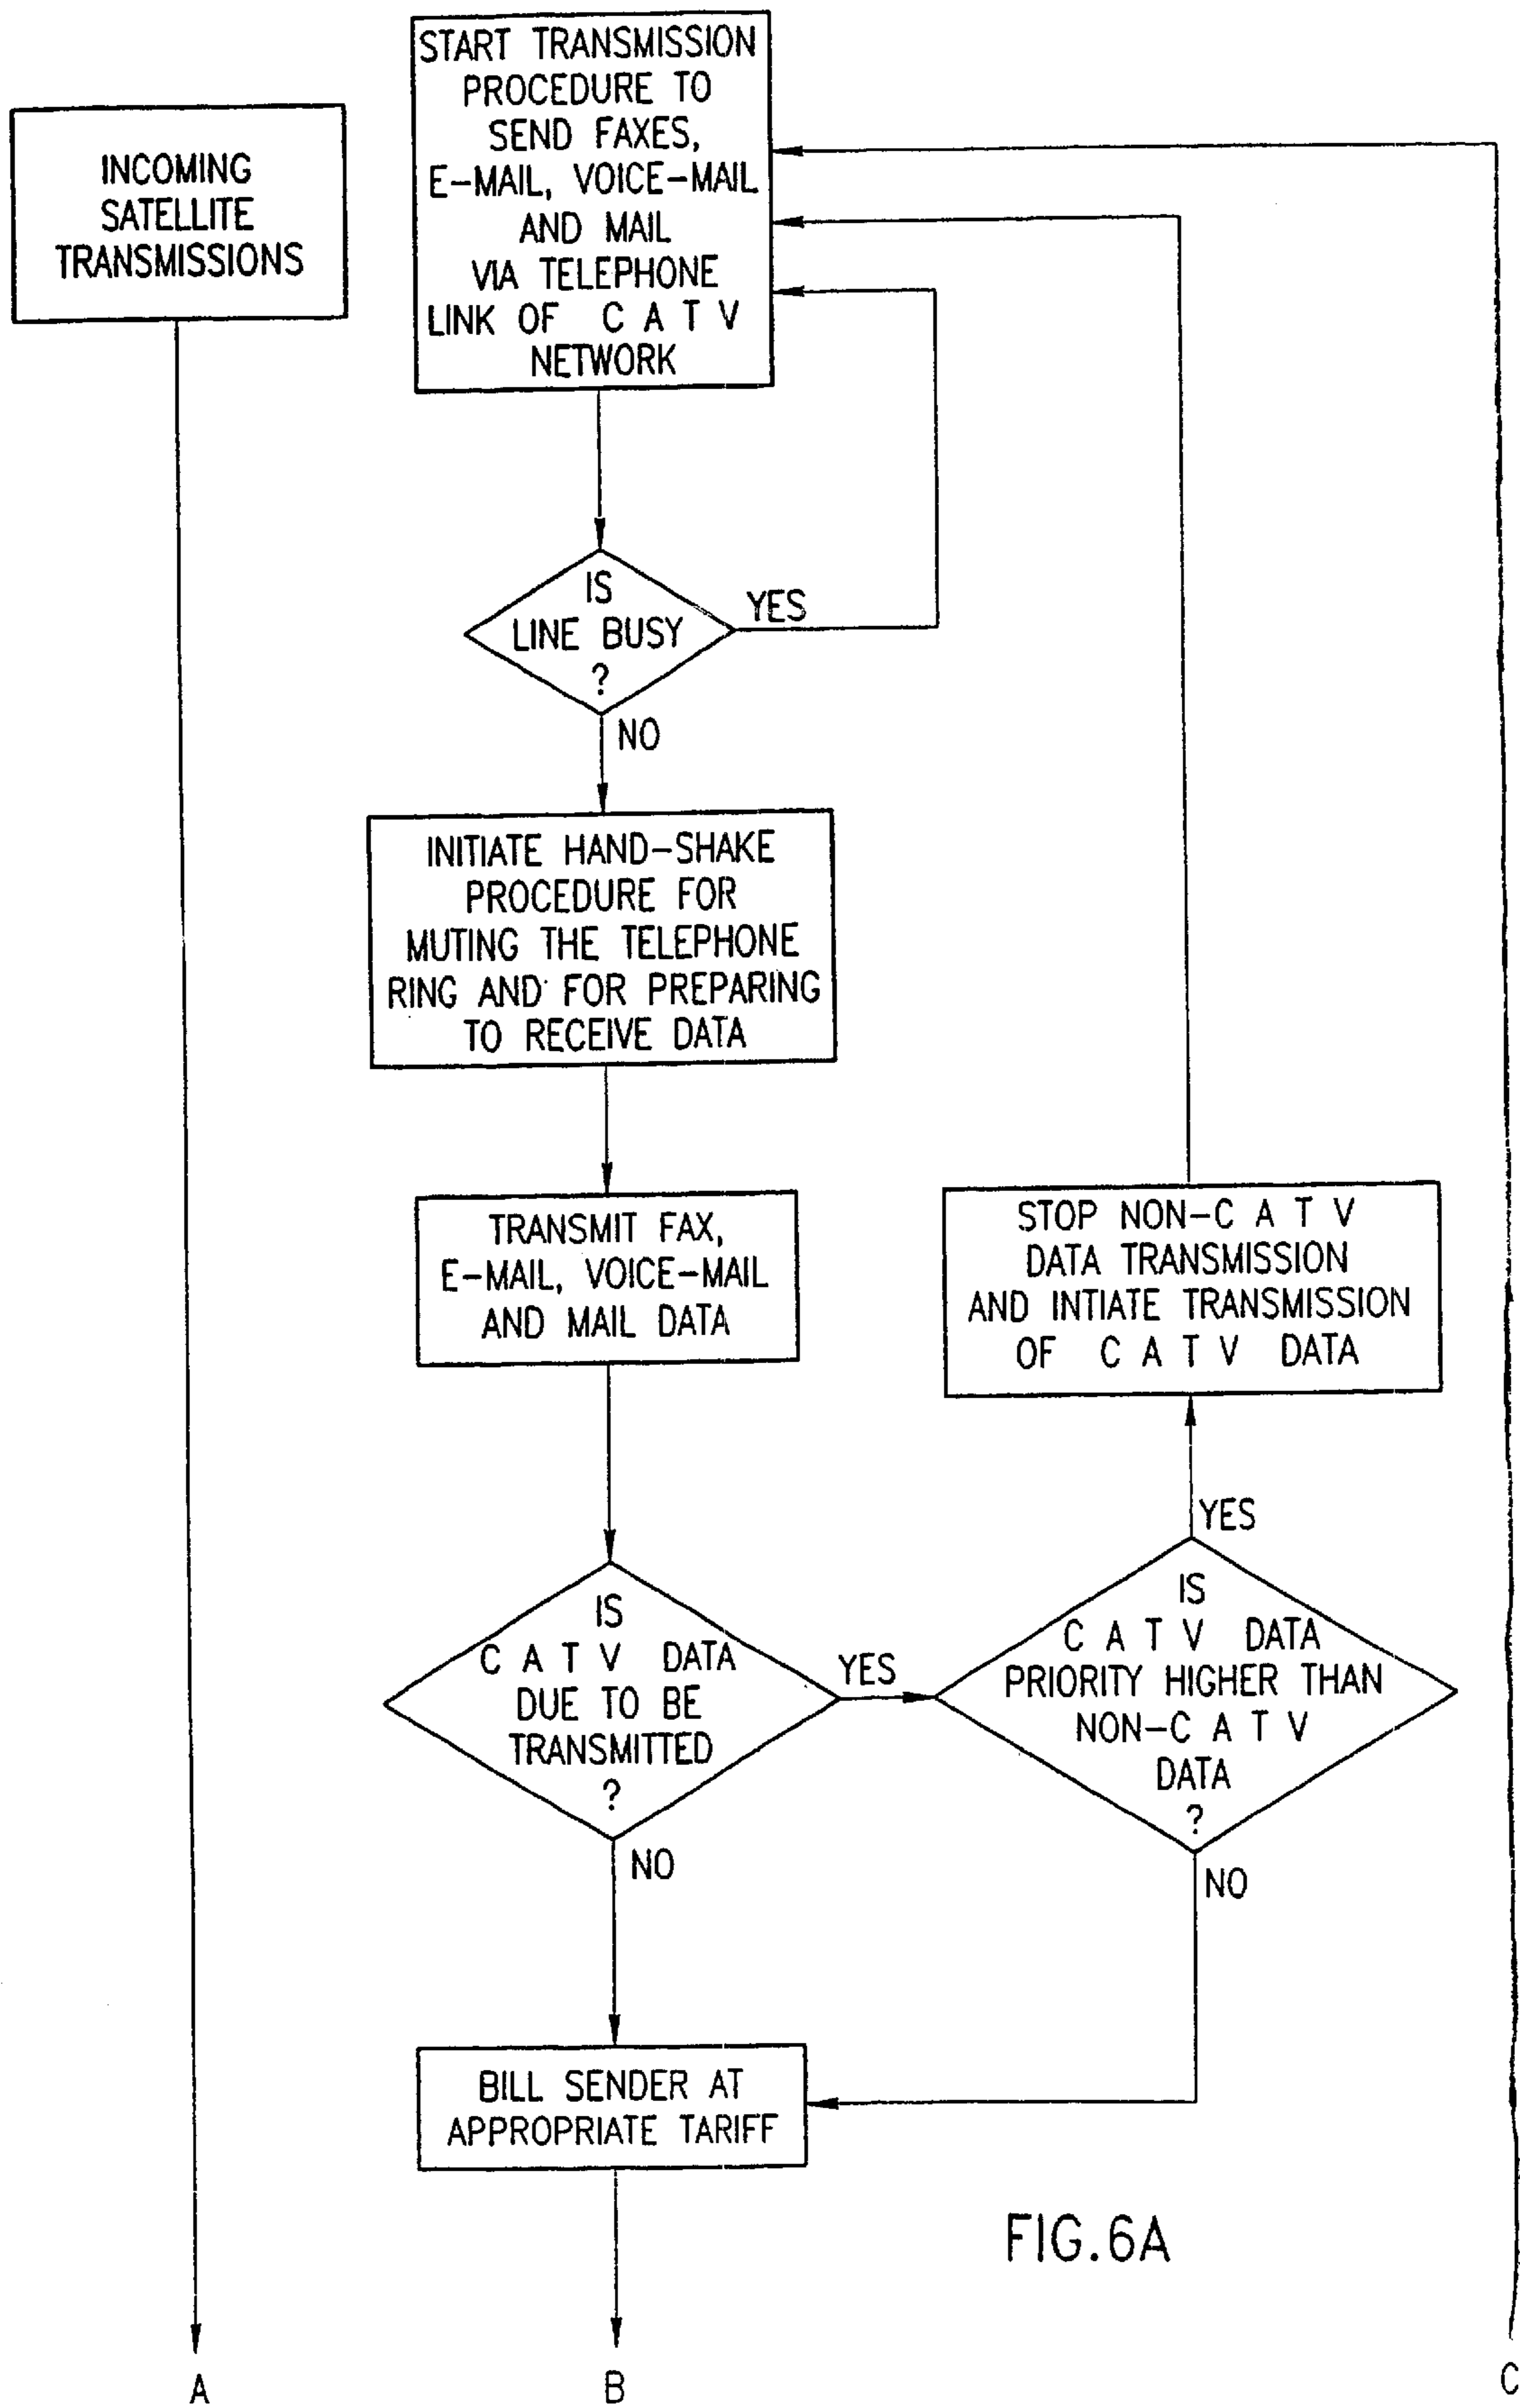 INCOMING
SATELLITE
TRANSMISSIONS
START TRANSMISSION
PROCEDURE TO
SEND FAXES,
E-MAIL, VOICE-MAIL
AND MAIL
VIA TELEPHONE
LINK OF C A T V
NETWORK
IS
LINE BUSY
?
YES
NO
INITIATE HAND-SHAKE
PROCEDURE FOR
MUTING THE TELEPHONE
RING AND FOR PREPARING
TO RECEIVE DATA
TRANSMIT FAX,
E-MAIL, VOICE-MAIL
AND MAIL DATA
STOP NON-C A T V
DATA TRANSMISSION
AND INTIATE TRANSMISSION
OF C A T V DATA
YES
IS
C A T V DATA
DUE TO BE
TRANSMITTED
?
YES
NO
IS
C A T V DATA
PRIORITY HIGHER THAN
NON-C A T V
DATA
?
NO
BILL SENDER AT
APPROPRIATE TARIFF
FIG.6A
A
B
C